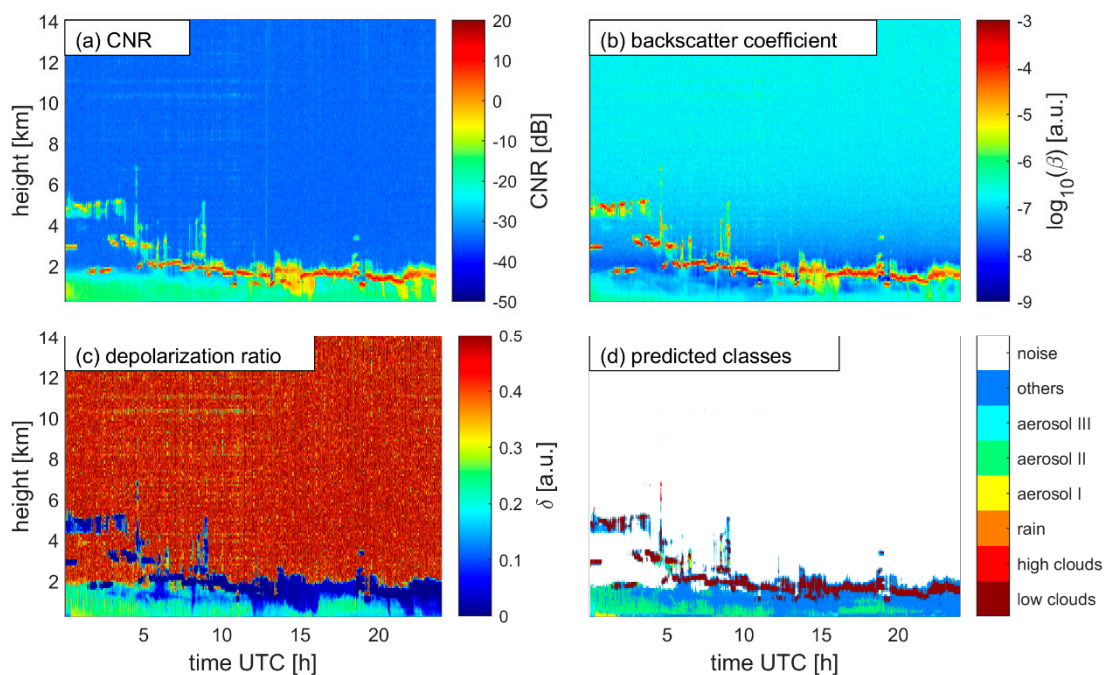 (a) CNR
14
12
10
8
6
4
2
height [km]
20
10
0
-10
-20
-30
-40
-50
CNR [dB]
(b) backscatter coefficient
-3
-4
-5
-6
-7
-8
-9
log10(β) [a.u.]
(c) depolarization ratio
14
12
10
8
6
4
2
height [km]
5
10
15
20
time UTC [h]
0.5
0.4
0.3
0.2
0.1
0
δ [a.u.]
(d) predicted classes
5
10
15
20
time UTC [h]
noise
others
aerosol III
aerosol II
aerosol I
rain
high clouds
low clouds